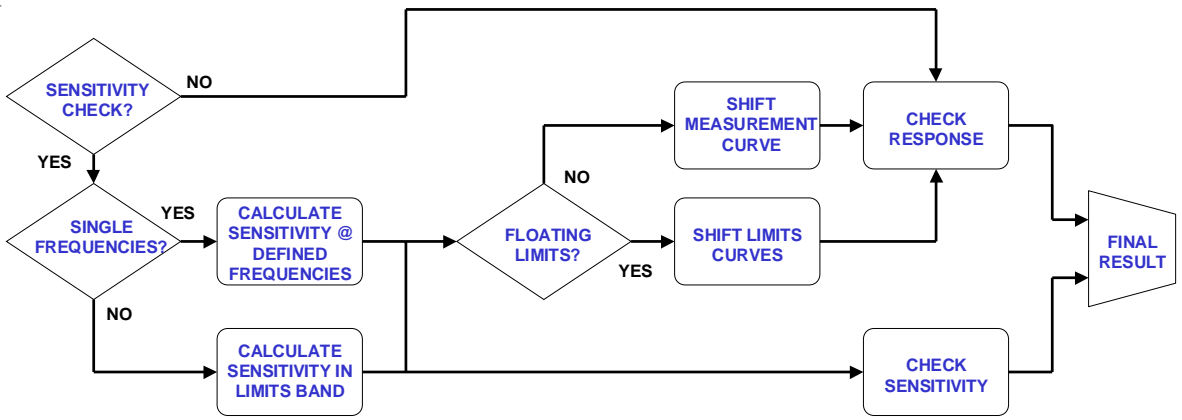 SENSITIVITY
CHECK?
NO
YES
SINGLE
FREQUENCIES?
YES
NO
CALCULATE
SENSITIVITY @
DEFINED
FREQUENCIES
CALCULATE
SENSITIVITY IN
LIMITS BAND
FLOATING
LIMITS?
NO
YES
SHIFT
MEASUREMENT
CURVE
SHIFT LIMITS
CURVES
CHECK
RESPONSE
CHECK
SENSITIVITY
FINAL
RESULT